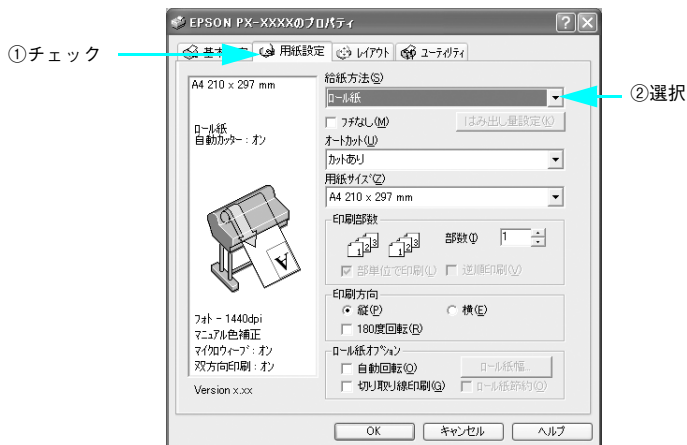 EPSON PX-XXXXのプロパティ
基本設定 用紙設定 レイアウト ユーティリティ
①チェック
②選択
A4 210 x 297 mm
ロール紙
自動カッター : オン
フォト - 1440dpi
マニュアル色補正
マイクロウィーブ : オン
双方向印刷 : オン
Version x.xx
給紙方法(S)
ロール紙
フチなし(M) はみ出し量設定(K)
オートカット(U)
カットあり
用紙サイズ(Z)
A4 210 x 297 mm
印刷部数
1 2 3 1 2 3 部数(I) 1
部単位で印刷(L) 逆順印刷(V)
印刷方向
縦(P) 横(E)
180度回転(R)
ロール紙オプション
自動回転(O) ロール紙幅...
切り取り線印刷(G) ロール紙節約(O)
OK キャンセル ヘルプ
A